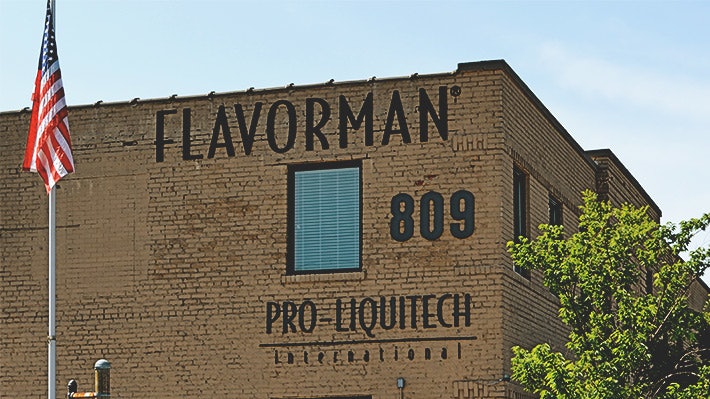 FLAVORMAN®
809
PRO-LIQUITECH
international